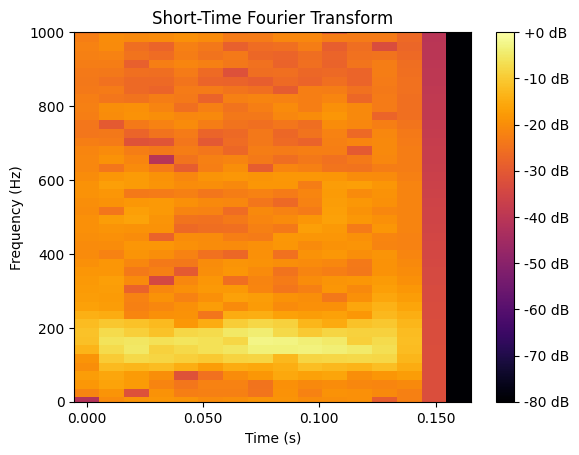 Short-Time Fourier Transform
1000
800
600
400
200
0
Frequency (Hz)
0.000
0.050
0.100
0.150
Time (s)
+0 dB
-10 dB
-20 dB
-30 dB
-40 dB
-50 dB
-60 dB
-70 dB
-80 dB